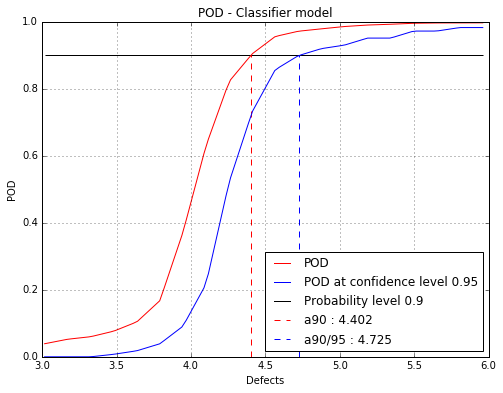 POD - Classifier model
1.0
0.8
0.6
0.4
0.2
0.0
POD
3.0 3.5 4.0 4.5 5.0 5.5 6.0
Defects
POD
POD at confidence level 0.95
Probability level 0.9
a90 : 4.402
a90/95 : 4.725